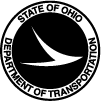 STATE OF OHIO
DEPARTMENT OF TRANSPORTATION